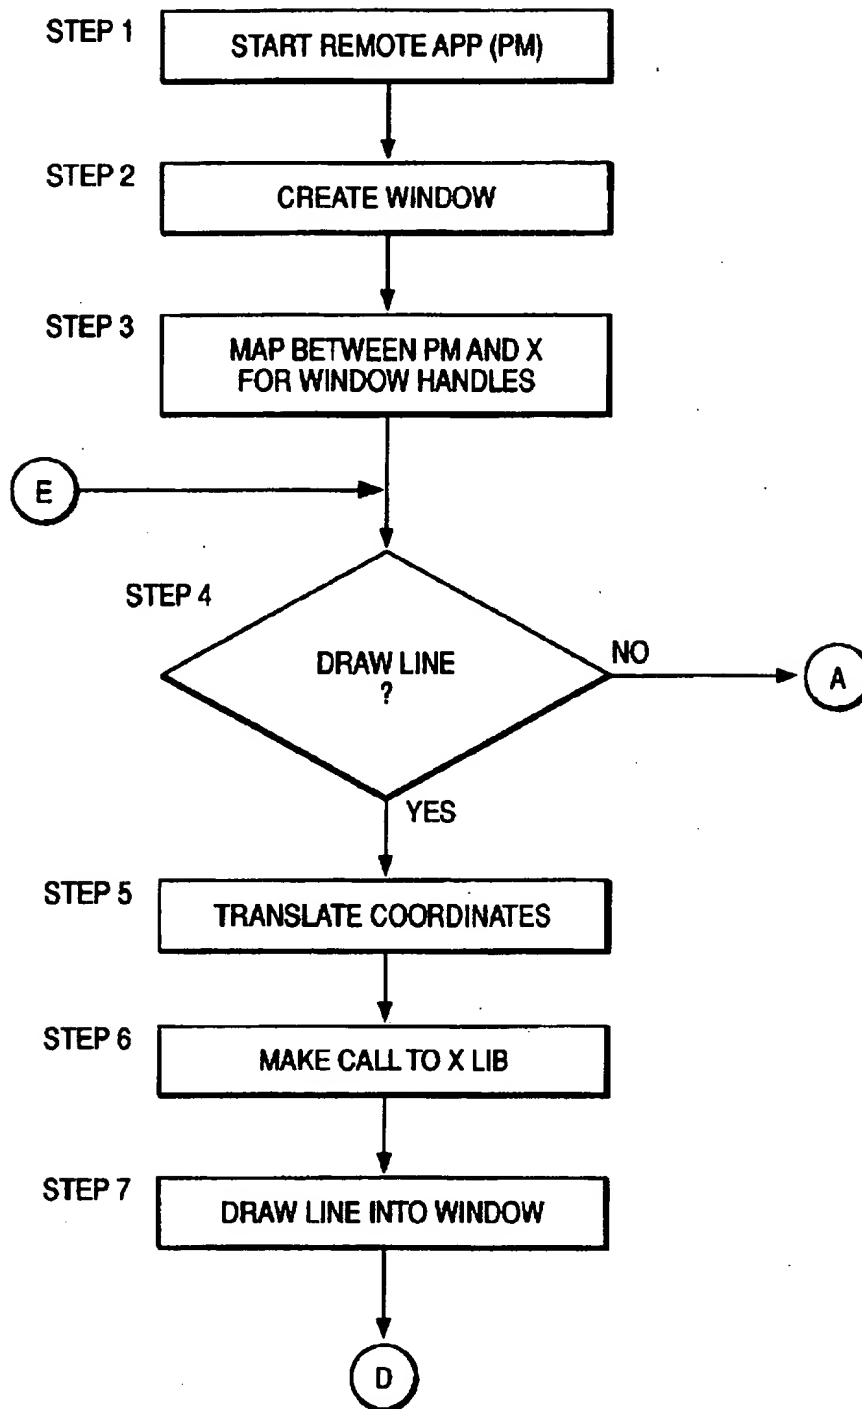 STEP 1
START REMOTE APP (PM)
STEP 2
CREATE WINDOW
STEP 3
MAP BETWEEN PM AND X
FOR WINDOW HANDLES
E
STEP 4
DRAW LINE
?
NO
A
YES
STEP 5
TRANSLATE COORDINATES
STEP 6
MAKE CALL TO X LIB
STEP 7
DRAW LINE INTO WINDOW
D